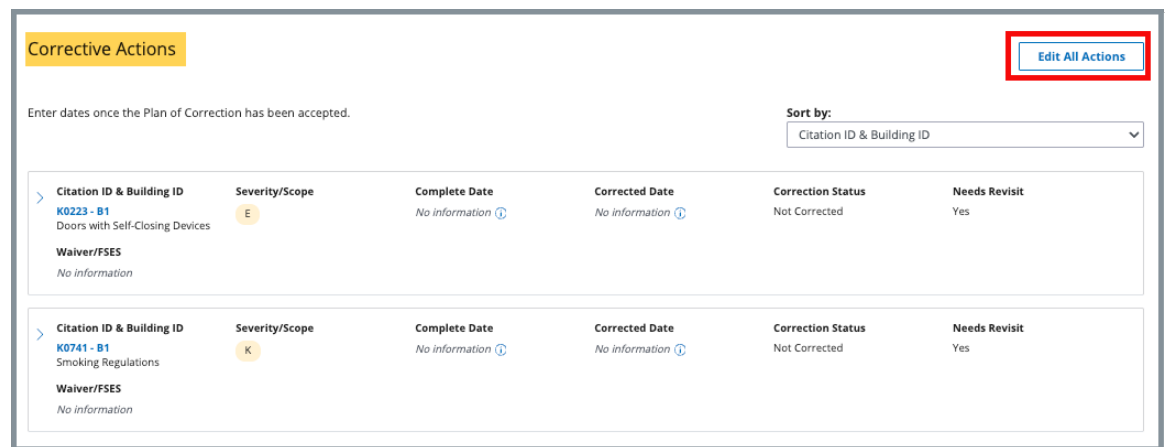 Corrective Actions
Edit All Actions
Enter dates once the Plan of Correction has been accepted.
Sort by:
Citation ID & Building ID
Citation ID & Building ID Severity/Scope Complete Date Corrected Date Correction Status Needs Revisit
K0223 - B1 E No information No information Not Corrected Yes
Doors with Self-Closing Devices
Waiver/FSES
No information
Citation ID & Building ID Severity/Scope Complete Date Corrected Date Correction Status Needs Revisit
K0741 - B1 K No information No information Not Corrected Yes
Smoking Regulations
Waiver/FSES
No information